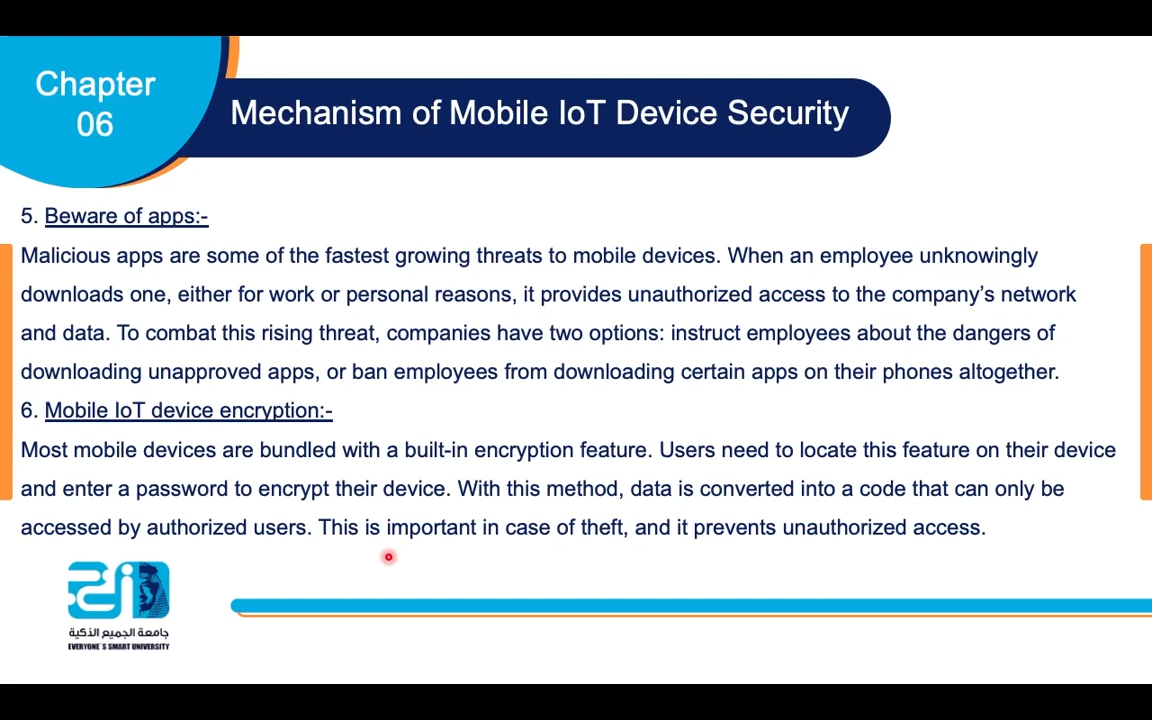 Chapter
06
Mechanism of Mobile IoT Device Security
5. Beware of apps:-
Malicious apps are some of the fastest growing threats to mobile devices. When an employee unknowingly
downloads one, either for work or personal reasons, it provides unauthorized access to the company’s network
and data. To combat this rising threat, companies have two options: instruct employees about the dangers of
downloading unapproved apps, or ban employees from downloading certain apps on their phones altogether.
6. Mobile IoT device encryption:-
Most mobile devices are bundled with a built-in encryption feature. Users need to locate this feature on their device
and enter a password to encrypt their device. With this method, data is converted into a code that can only be
accessed by authorized users. This is important in case of theft, and it prevents unauthorized access.
جامعة الجميع الذكية
EVERYONE`S SMART UNIVERSITY